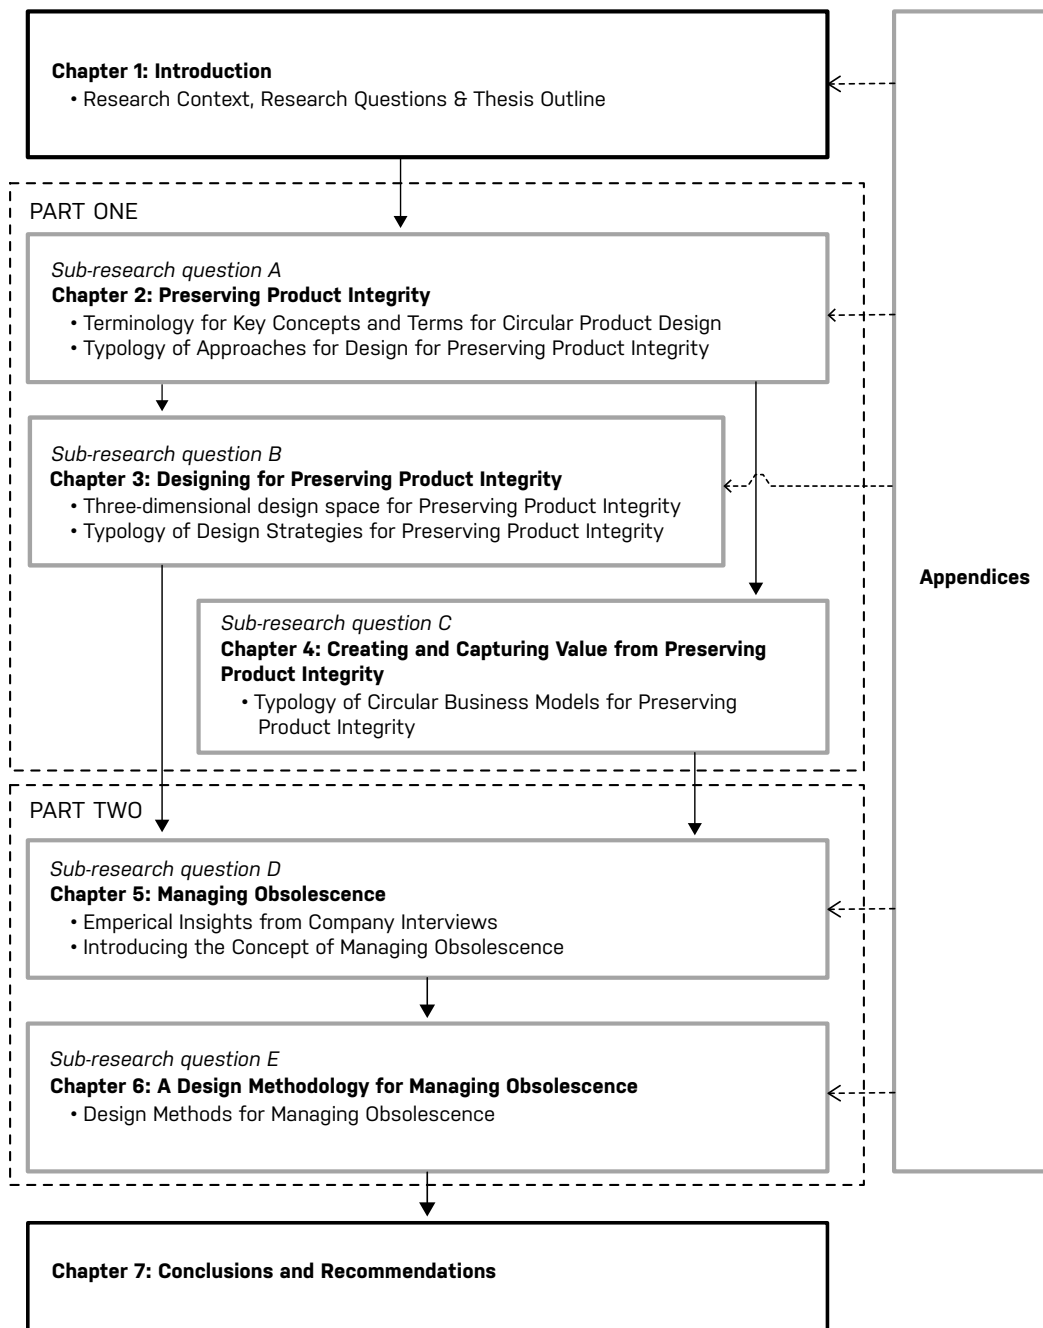 Chapter 1: Introduction
• Research Context, Research Questions & Thesis Outline
PART ONE
Sub-research question A
Chapter 2: Preserving Product Integrity
• Terminology for Key Concepts and Terms for Circular Product Design
• Typology of Approaches for Design for Preserving Product Integrity
Sub-research question B
Chapter 3: Designing for Preserving Product Integrity
• Three-dimensional design space for Preserving Product Integrity
• Typology of Design Strategies for Preserving Product Integrity
Sub-research question C
Chapter 4: Creating and Capturing Value from Preserving
Product Integrity
• Typology of Circular Business Models for Preserving
Product Integrity
PART TWO
Sub-research question D
Chapter 5: Managing Obsolescence
• Emperical Insights from Company Interviews
• Introducing the Concept of Managing Obsolescence
Sub-research question E
Chapter 6: A Design Methodology for Managing Obsolescence
• Design Methods for Managing Obsolescence
Chapter 7: Conclusions and Recommendations
Appendices